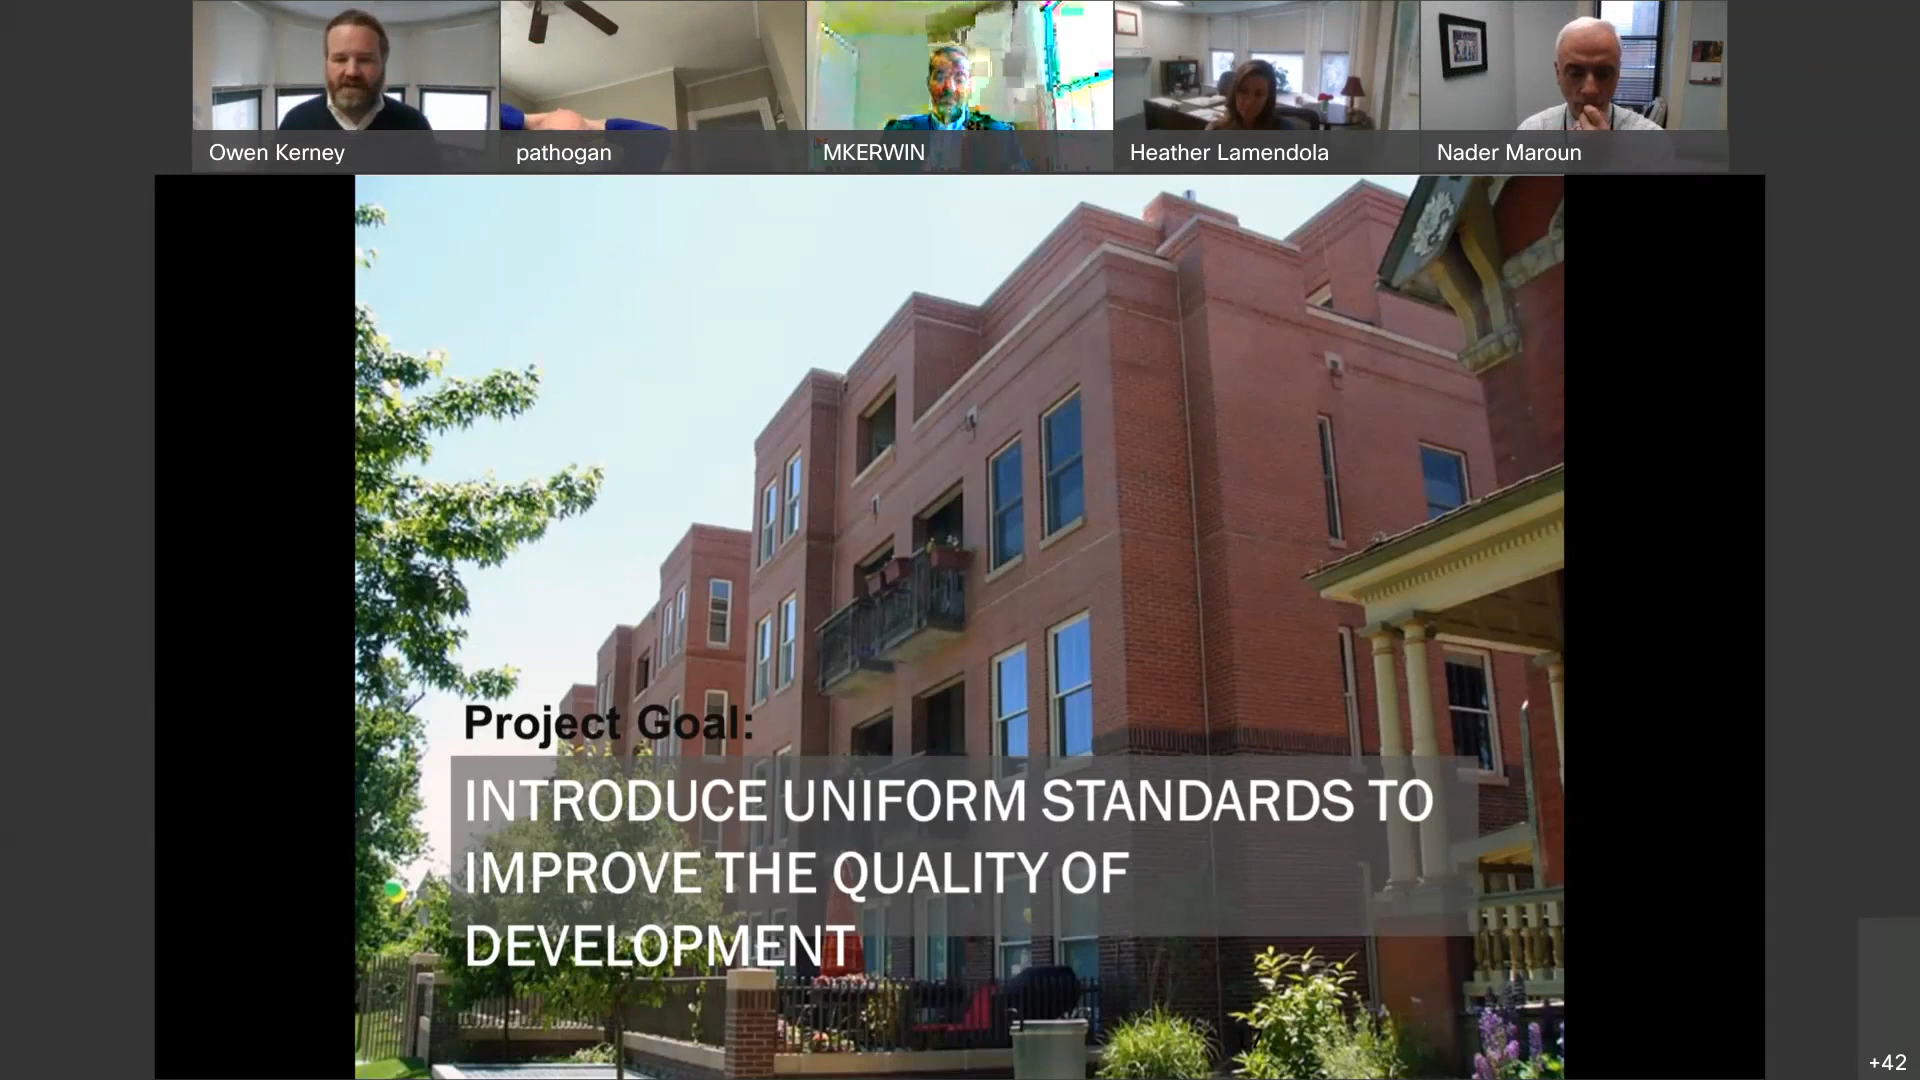 Owen Kerney
pathogan
MKERWIN
Heather Lamendola
Nader Maroun
Project Goal:
INTRODUCE UNIFORM STANDARDS TO
IMPROVE THE QUALITY OF
DEVELOPMENT
+42